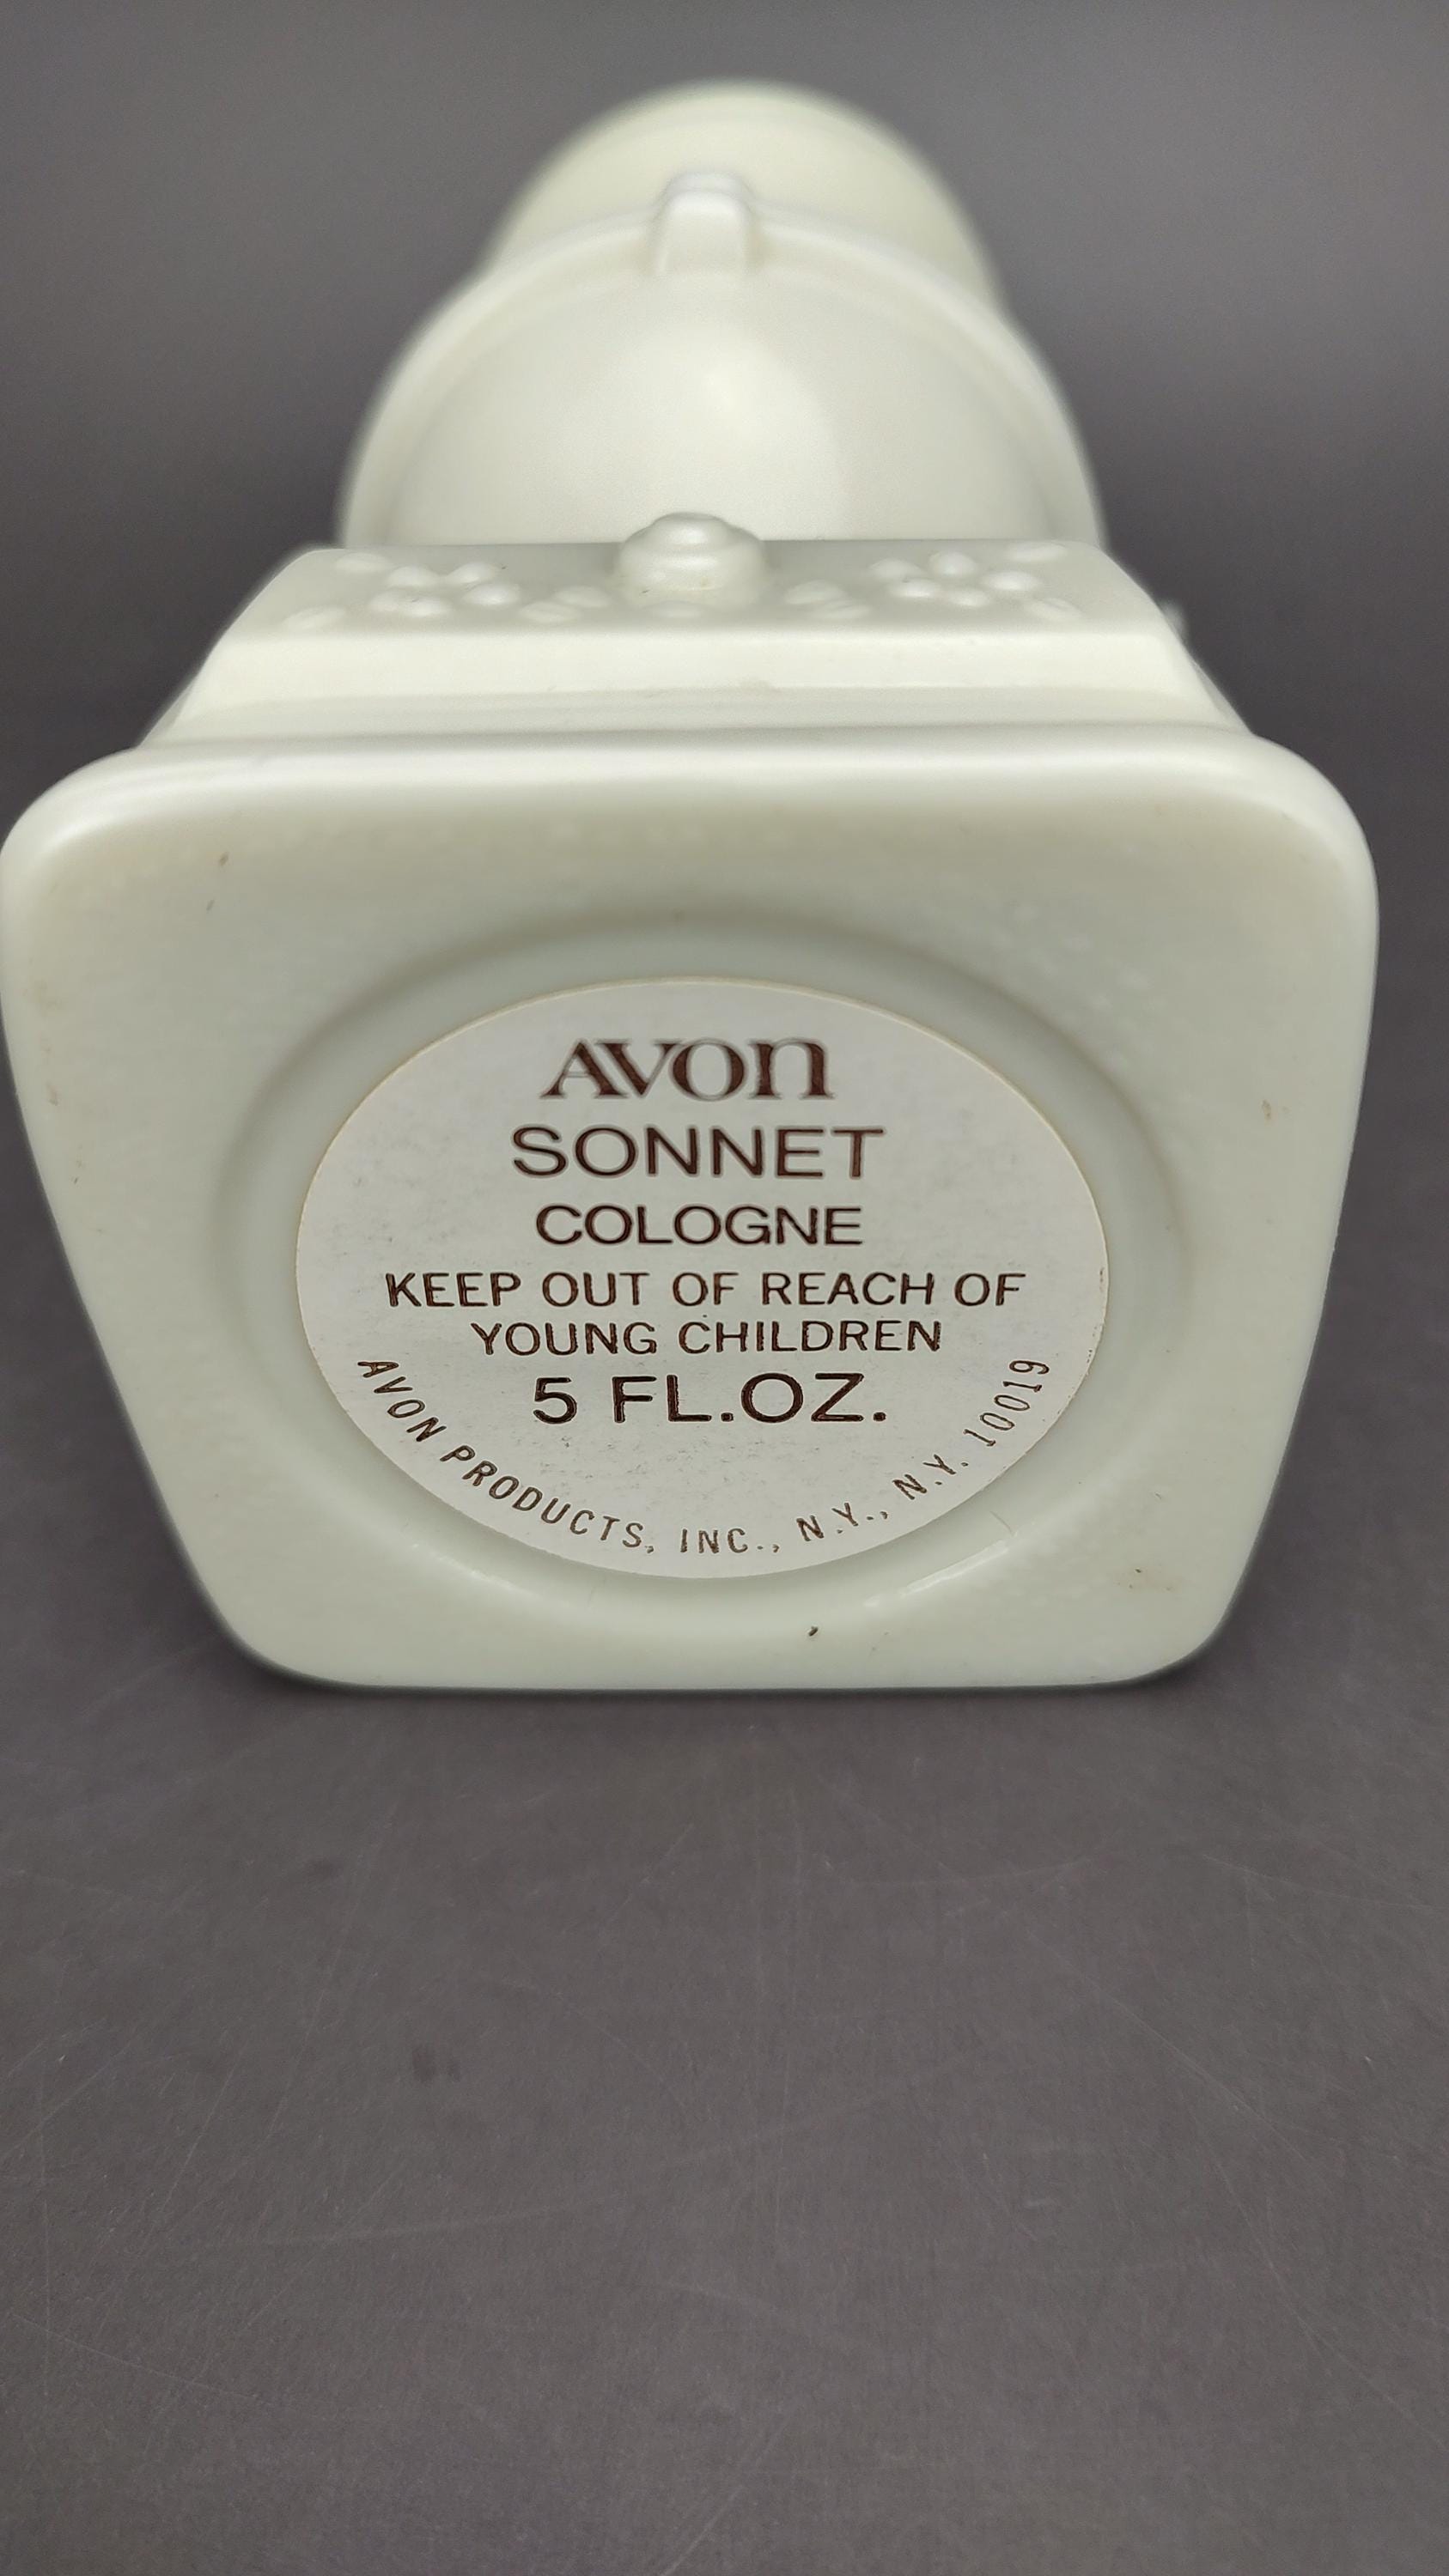 AVON
SONNET
COLOGNE
KEEP OUT OF REACH OF
YOUNG CHILDREN
5 FL.OZ.
AVON PRODUCTS, INC., N.Y., N.Y. 10019